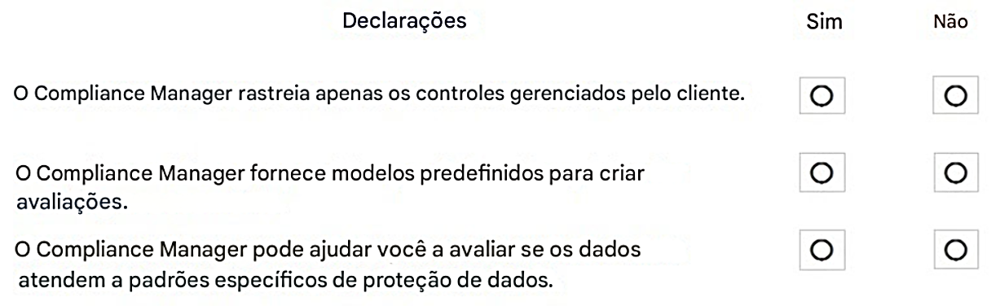 Declarações Sim Não
O Compliance Manager rastreia apenas os controles gerenciados pelo cliente.
O Compliance Manager fornece modelos predefinidos para criar
avaliações.
O Compliance Manager pode ajudar você a avaliar se os dados
atendem a padrões específicos de proteção de dados.